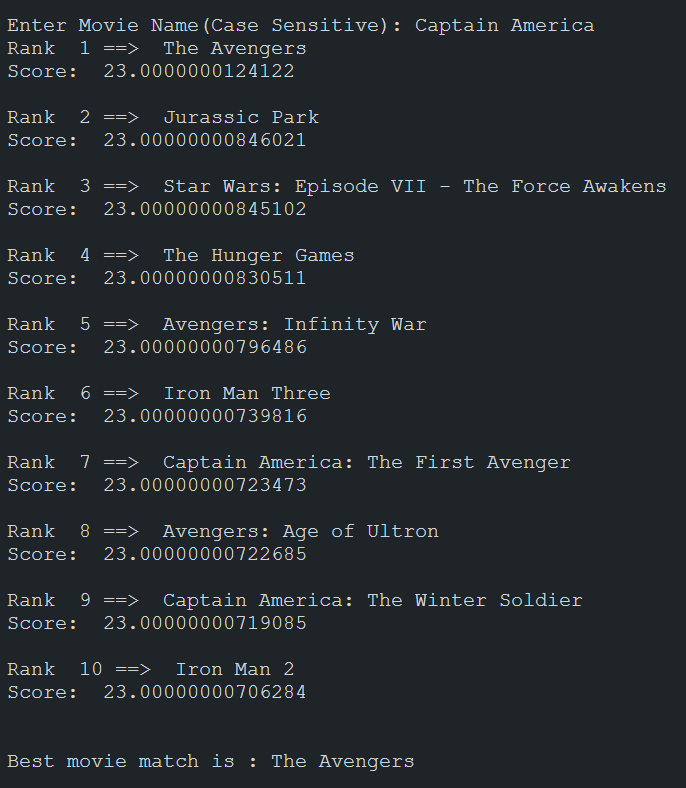 Enter Movie Name(Case Sensitive): Captain America
Rank  1 ==>  The Avengers
Score:  23.0000000124122
Rank  2 ==>  Jurassic Park
Score:  23.00000000846021
Rank  3 ==>  Star Wars: Episode VII - The Force Awakens
Score:  23.00000000845102
Rank  4 ==>  The Hunger Games
Score:  23.00000000830511
Rank  5 ==>  Avengers: Infinity War
Score:  23.00000000796486
Rank  6 ==>  Iron Man Three
Score:  23.00000000739816
Rank  7 ==>  Captain America: The First Avenger
Score:  23.00000000723473
Rank  8 ==>  Avengers: Age of Ultron
Score:  23.00000000722685
Rank  9 ==>  Captain America: The Winter Soldier
Score:  23.00000000719085
Rank  10 ==>  Iron Man 2
Score:  23.00000000706284
Best movie match is : The Avengers